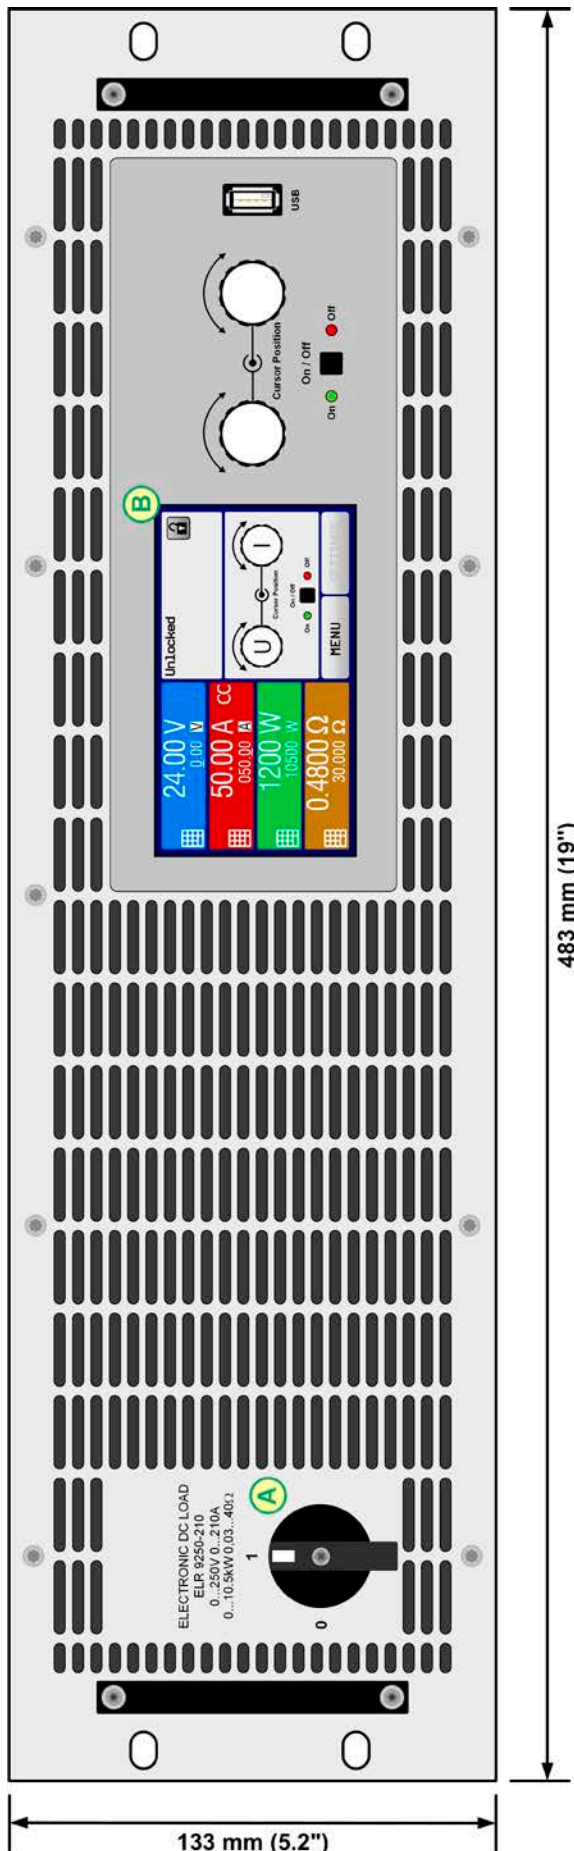 ELECTRONIC DC LOAD
ELR 9250-210
0...250V 0...210A
0...10.5kW 0,03...40Ω
0
1
A
B
24.00 V
0.00 V
50.00 A CC
050.00 A
1200 W
10500 W
0.4800 Ω
30.000 Ω
Unlocked
U
I
Cursor Position
On / Off
On
Off
MENU
Cursor Position
On / Off
On
Off
USB
483 mm (19")
133 mm (5.2")